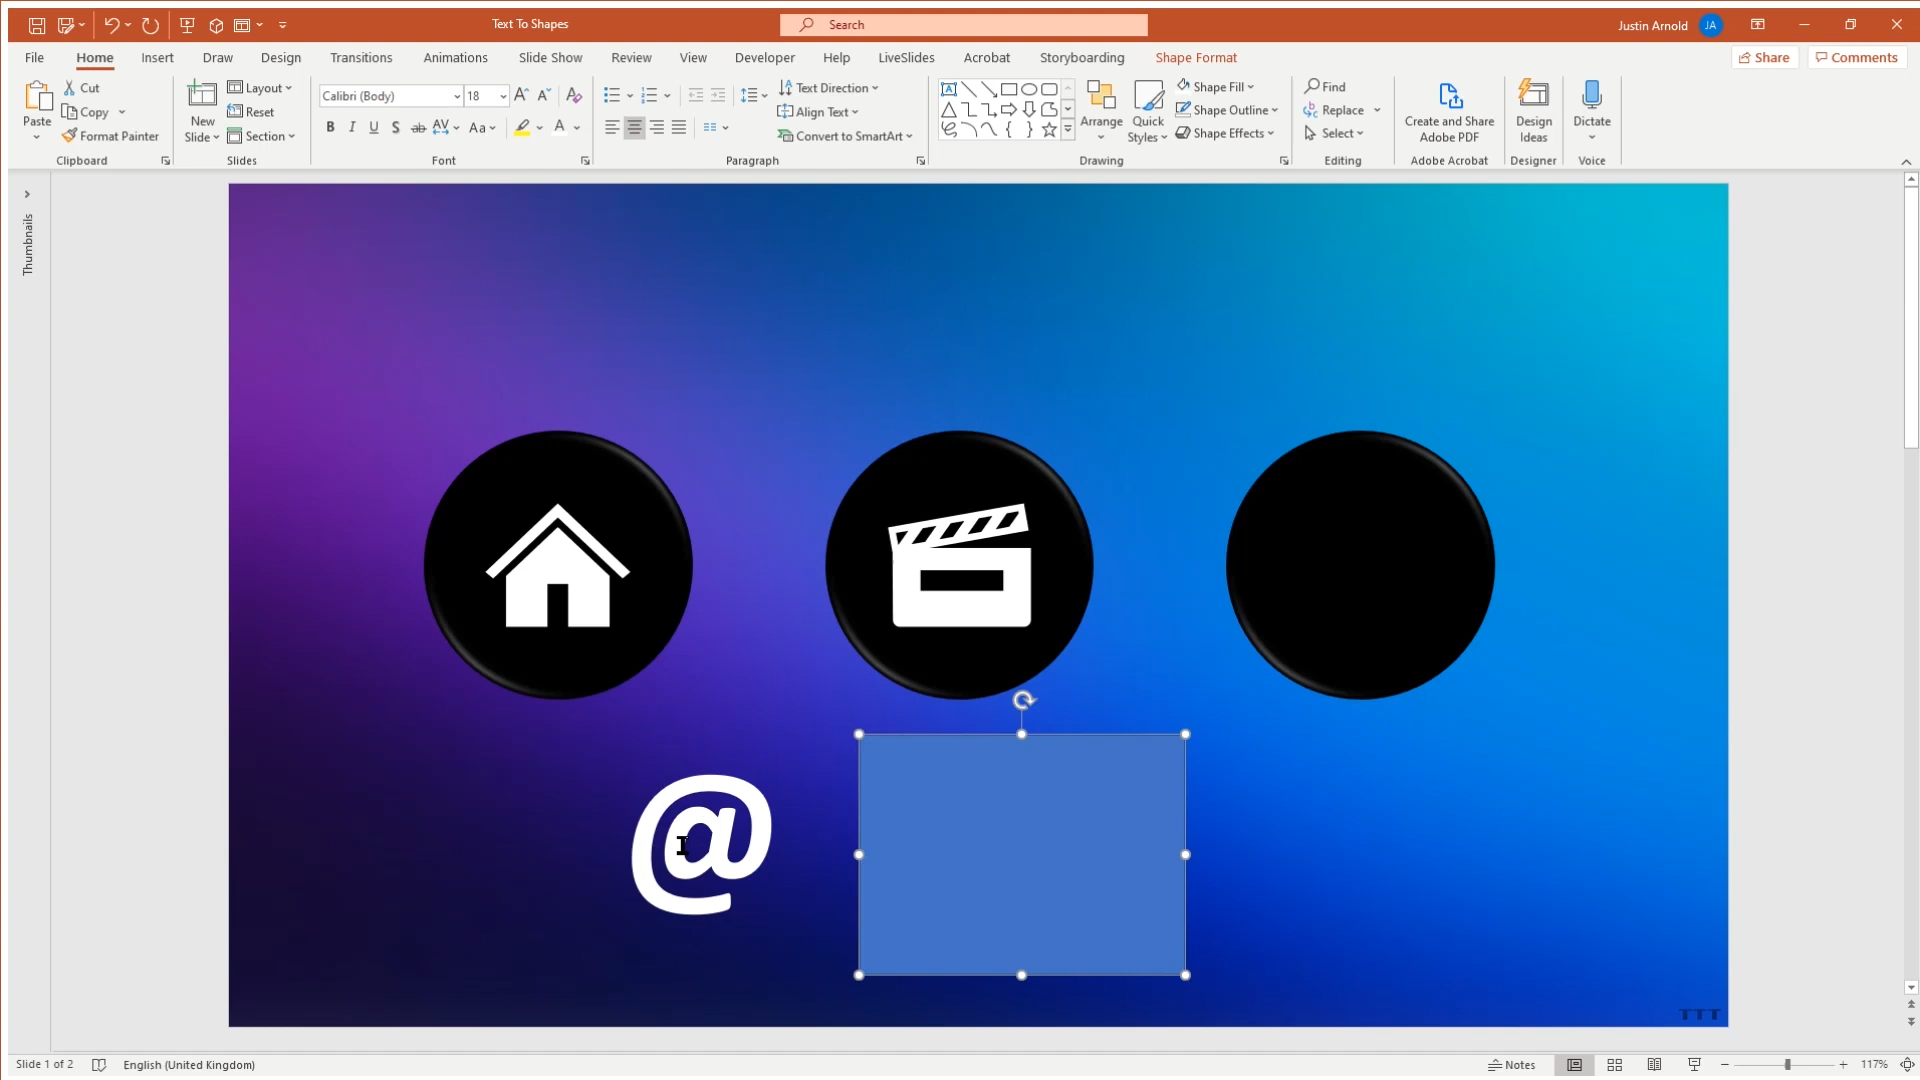 Text To Shapes
Search
Justin Arnold
JA
File
Home
Insert
Draw
Design
Transitions
Animations
Slide Show
Review
View
Developer
Help
LiveSlides
Acrobat
Storyboarding
Shape Format
Share
Comments
Paste
Cut
Copy
Format Painter
Clipboard
New
Slide
Layout
Reset
Section
Slides
Calibri (Body)
18
B I U S ab AV Aa A
Font
Text Direction
Align Text
Convert to SmartArt
Paragraph
Arrange
Quick
Styles
Shape Fill
Shape Outline
Shape Effects
Drawing
Find
Replace
Select
Editing
Create and Share
Adobe PDF
Adobe Acrobat
Design
Ideas
Designer
Dictate
Voice
Thumbnails
@
TTT
Slide 1 of 2
English (United Kingdom)
Notes
117%